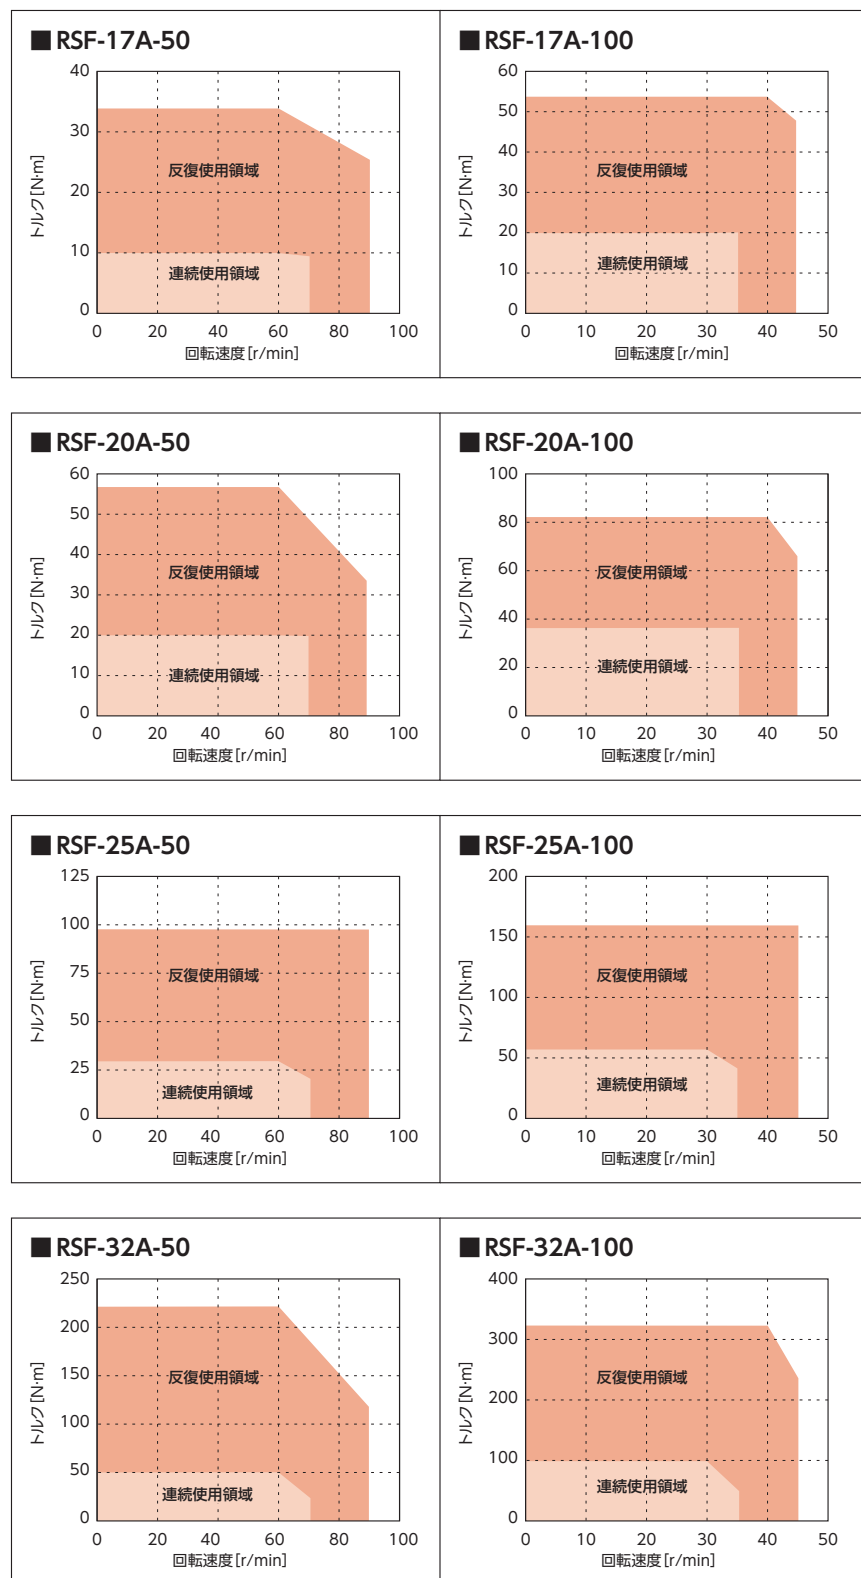 ■ RSF-17A-50
40
30
20
10
0
トルク[N·m]
反復使用領域
連続使用領域
0 20 40 60 80 100
回転速度[r/min]
■ RSF-17A-100
60
50
40
30
20
10
0
トルク[N·m]
反復使用領域
連続使用領域
0 10 20 30 40 50
回転速度[r/min]
■ RSF-20A-50
60
50
40
30
20
10
0
トルク[N·m]
反復使用領域
連続使用領域
0 20 40 60 80 100
回転速度[r/min]
■ RSF-20A-100
100
80
60
40
20
0
トルク[N·m]
反復使用領域
連続使用領域
0 10 20 30 40 50
回転速度[r/min]
■ RSF-25A-50
125
100
75
50
25
0
トルク[N·m]
反復使用領域
連続使用領域
0 20 40 60 80 100
回転速度[r/min]
■ RSF-25A-100
200
150
100
50
0
トルク[N·m]
反復使用領域
連続使用領域
0 10 20 30 40 50
回転速度[r/min]
■ RSF-32A-50
250
200
150
100
50
0
トルク[N·m]
反復使用領域
連続使用領域
0 20 40 60 80 100
回転速度[r/min]
■ RSF-32A-100
400
300
200
100
0
トルク[N·m]
反復使用領域
連続使用領域
0 10 20 30 40 50
回転速度[r/min]